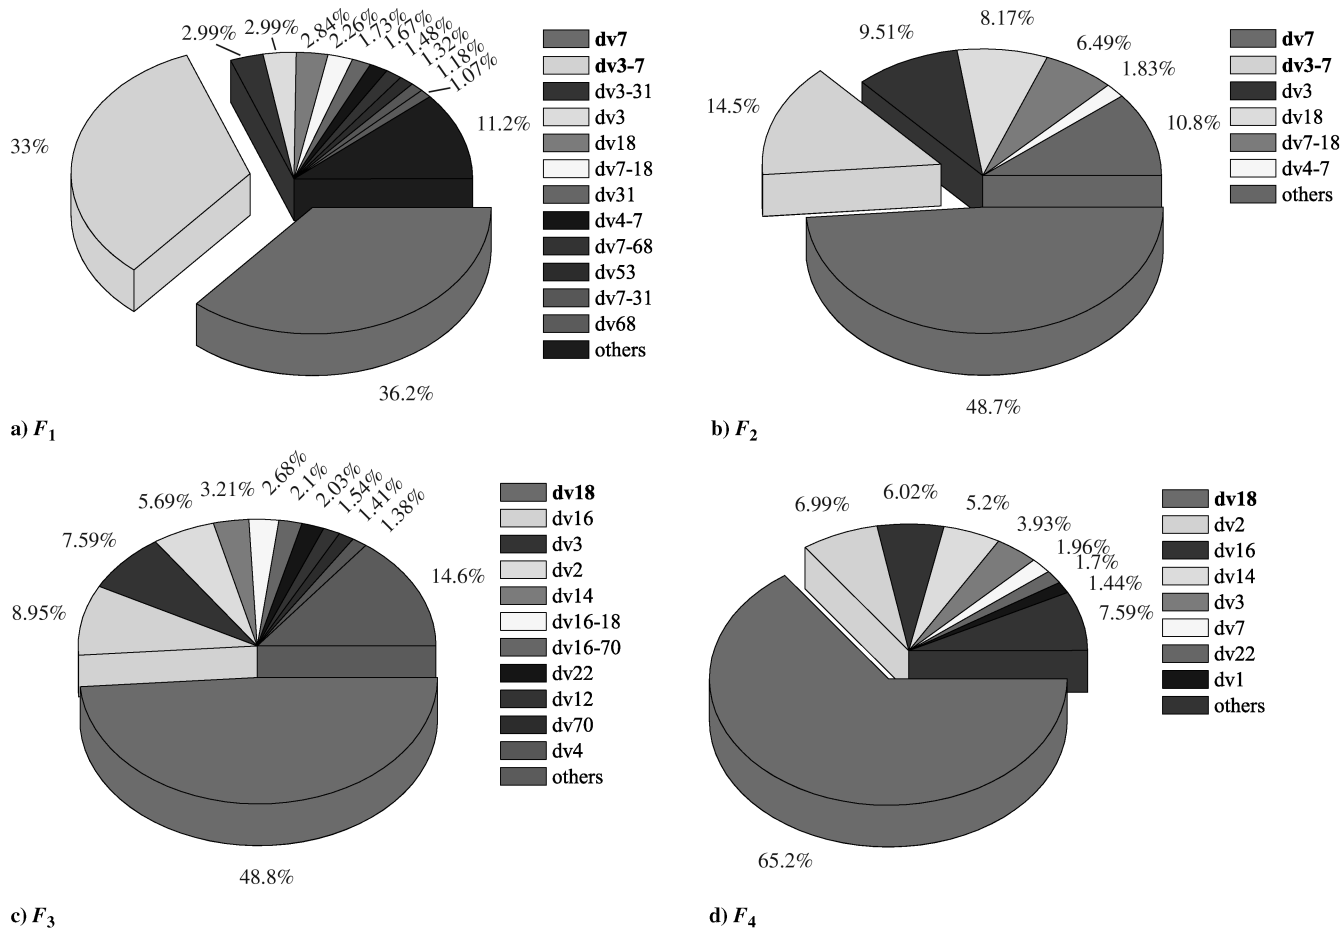 2.99%
2.99%
2.84%
2.26%
1.73%
1.67%
1.48%
1.32%
1.18%
1.07%
11.2%
33%
36.2%
dv7
dv3-7
dv3-31
dv3
dv18
dv7-18
dv31
dv4-7
dv7-68
dv53
dv7-31
dv68
others
a) F1
9.51%
8.17%
6.49%
1.83%
14.5%
10.8%
48.7%
dv7
dv3-7
dv3
dv18
dv7-18
dv4-7
others
b) F2
5.69%
3.21%
2.68%
2.1%
2.03%
1.54%
1.41%
1.38%
7.59%
14.6%
8.95%
48.8%
dv18
dv16
dv3
dv2
dv14
dv16-18
dv16-70
dv22
dv12
dv70
dv4
others
c) F3
6.99%
6.02%
5.2%
3.93%
1.96%
1.7%
1.44%
7.59%
65.2%
dv18
dv2
dv16
dv14
dv3
dv7
dv22
dv1
others
d) F4